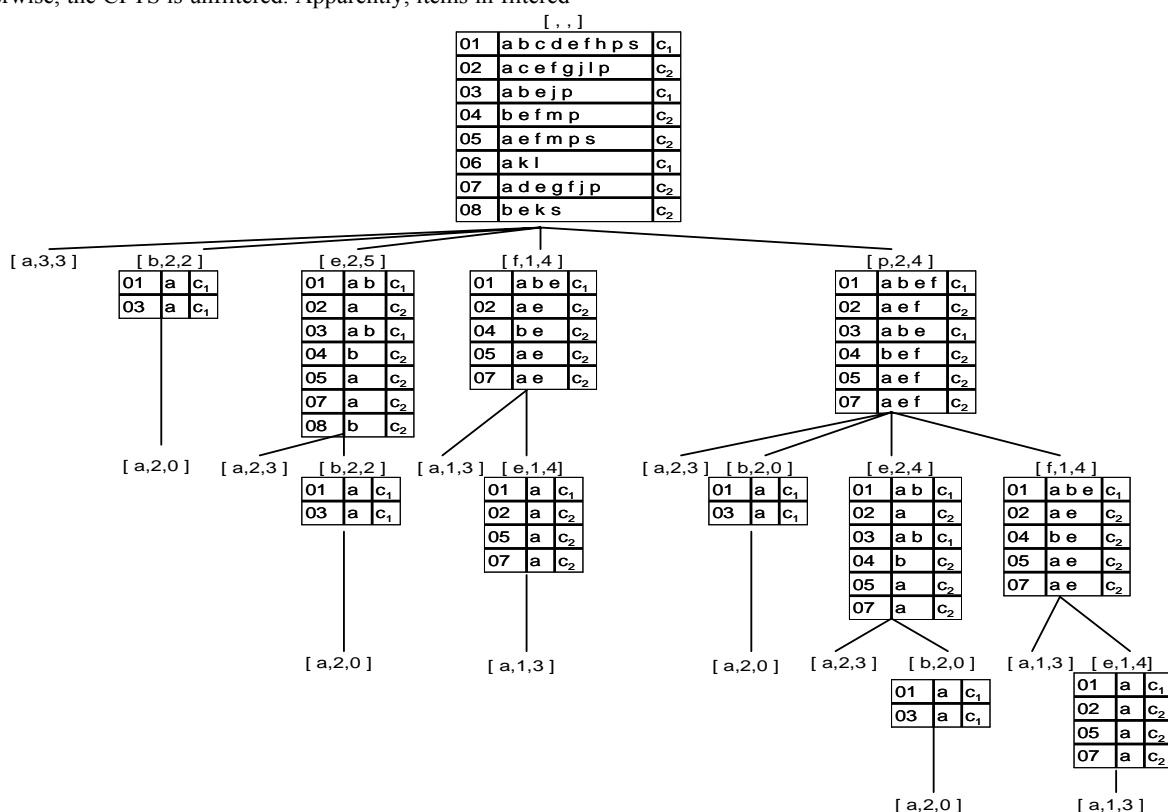 erwise, the CPTS is unfiltered. Apparently, items in filtered
[ , , ]
01 a b c d e f h p s c₁
02 a c e f g j l p c₂
03 a b e j p c₁
04 b e f m p c₂
05 a e f m p s c₂
06 a k l c₁
07 a d e g f j p c₂
08 b e k s c₂
[ a,3,3 ] [ b,2,2 ] [ e,2,5 ] [ f,1,4 ] [ p,2,4 ]
01 a c₁ 01 a b c₁ 01 a b e c₁ 01 a b e f c₁
03 a c₁ 02 a c₂ 02 a e c₂ 02 a e f c₂
03 a b c₁ 04 b e c₂ 03 a b e c₁
04 b c₂ 05 a e c₂ 04 b e f c₂
05 a c₂ 07 a e c₂ 05 a e f c₂
07 a c₂ 07 a e f c₂
08 b c₂
[ a,2,0 ] [ a,2,3 ] [ b,2,2 ] [ a,1,3 ] [ e,1,4] [ a,2,3 ] [ b,2,0 ] [ e,2,4 ] [ f,1,4 ]
01 a c₁ 01 a c₁ 01 a c₁ 01 a b c₁ 01 a b e c₁
03 a c₁ 02 a c₂ 03 a c₁ 02 a c₂ 02 a e c₂
05 a c₂ 03 a b c₁ 04 b e c₂
07 a c₂ 04 b c₂ 05 a e c₂
05 a c₂ 07 a e c₂
07 a c₂
[ a,2,0 ] [ a,1,3 ] [ a,2,0 ] [ a,2,3 ] [ b,2,0 ] [ a,1,3 ] [ e,1,4]
01 a c₁ 01 a c₁
03 a c₁ 02 a c₂
05 a c₂
07 a c₂
[ a,2,0 ] [ a,1,3 ]